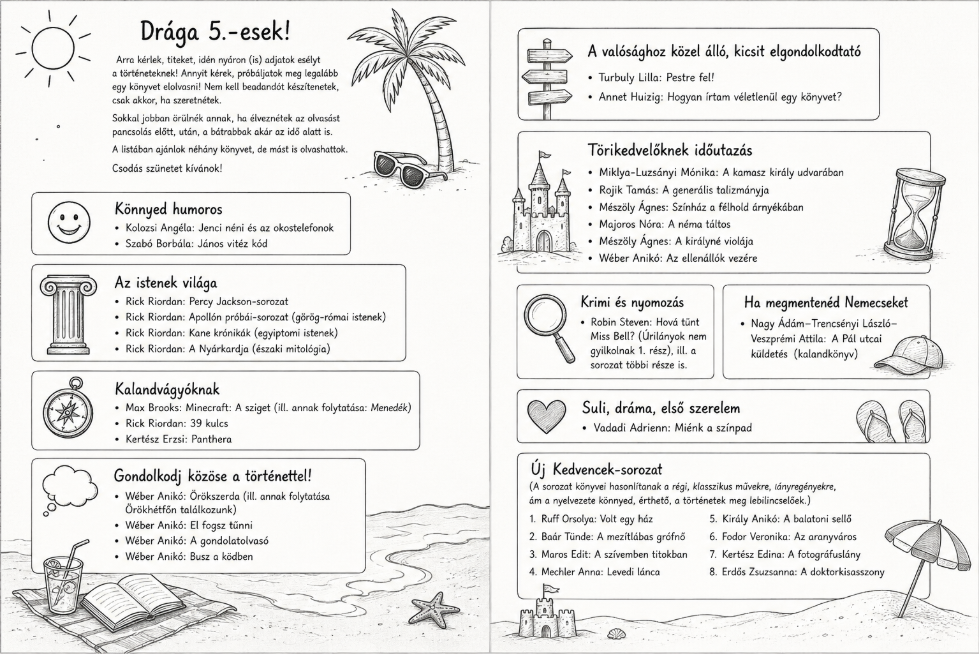 Drága 5.-esek!
Arra kérlek, titeket, idén nyáron (is) adjatok esélyt
a történeteknek! Annyit kérek, próbáljatok meg legalább
egy könyvet elolvasni! Nem kell beadandót készítenetek,
csak akkor, ha szeretnétek.
Sokkal jobban örülnék annak, ha élveznétek az olvasást
pancsolás előtt, után, a bátrabbak akár az idő alatt is.
A listában ajánlok néhány könyvet, de mást is olvashattok.
Csodás szünetet kívánok!
Könnyed humoros
• Kolozsi Angéla: Jenci néni és az okostelefonok
• Szabó Borbála: János vitéz kód
Az istenek világa
• Rick Riordan: Percy Jackson-sorozat
• Rick Riordan: Apollón próbái-sorozat (görög-római istenek)
• Rick Riordan: Kane krónikák (egyiptomi istenek)
• Rick Riordan: A Nyárkardja (északi mitológia)
Kalandvágyóknak
• Max Brooks: Minecraft: A sziget (ill. annak folytatása: Menedék)
• Rick Riordan: 39 kulcs
• Kertész Erzsi: Panthera
Gondolkodj közöse a történettel!
• Wéber Anikó: Örökszerda (ill. annak folytatása
Örökhétfőn találkozunk)
• Wéber Anikó: El fogsz tűnni
• Wéber Anikó: A gondolatolvasó
• Wéber Anikó: Busz a ködben
A valósághoz közel álló, kicsit elgondolkodtató
• Turbuly Lilla: Pestre fel!
• Annet Huizig: Hogyan írtam véletlenül egy könyvet?
Törikedvelőknek időutazás
• Miklya-Luzsányi Mónika: A kamasz király udvarában
• Rojik Tamás: A generális talizmánja
• Mészöly Ágnes: Színház a félhold árnyékában
• Majoros Nóra: A néma táltos
• Mészöly Ágnes: A királyné violája
• Wéber Anikó: Az ellenállók vezére
Krimi és nyomozás
• Robin Steven: Hová tűnt
Miss Bell? (Úrilányok nem
gyilkolnak 1. rész), ill. a
sorozat többi része is.
Ha megmentenéd Nemecseket
• Nagy Ádám–Trencsényi László–
Veszprémi Attila: A Pál utcai
küldetés (kalandkönyv)
Suli, dráma, első szerelem
• Vadadi Adrienn: Miénk a színpad
Új Kedvencek-sorozat
(A sorozat könyvei hasonlítanak a régi, klasszikus művekre, lányregényekre,
ám a nyelvezete könnyed, érthető, a történetek meg lebilincselőek.)
1. Ruff Orsolya: Volt egy ház
2. Baár Tünde: A mezítlábas grófnő
3. Maros Edit: A szívemben titokban
4. Mechler Anna: Levedi lánca
5. Király Anikó: A balatoni sellő
6. Fodor Veronika: Az aranyváros
7. Kertész Edina: A fotográfuslány
8. Erdős Zsuzsanna: A doktorkisasszony